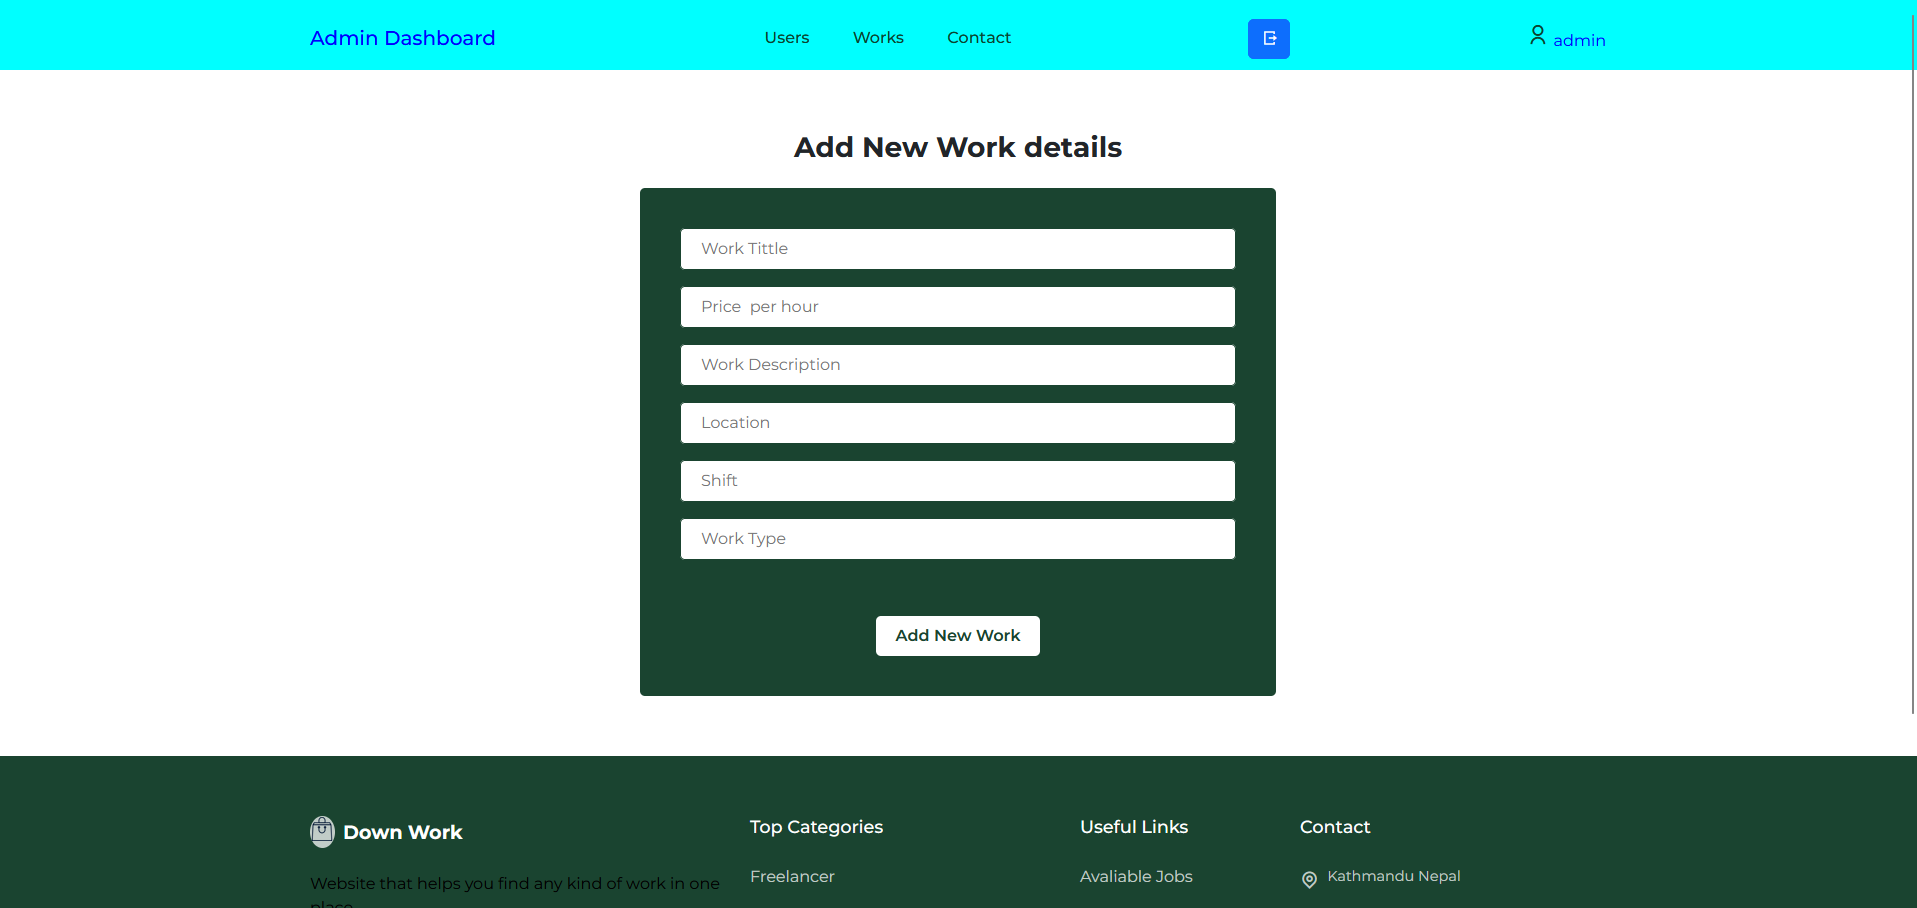 Admin Dashboard
Users
Works
Contact
admin
Add New Work details
Work Tittle
Price  per hour
Work Description
Location
Shift
Work Type
Add New Work
Down Work
Website that helps you find any kind of work in one
place
Top Categories
Freelancer
Useful Links
Avaliable Jobs
Contact
Kathmandu Nepal